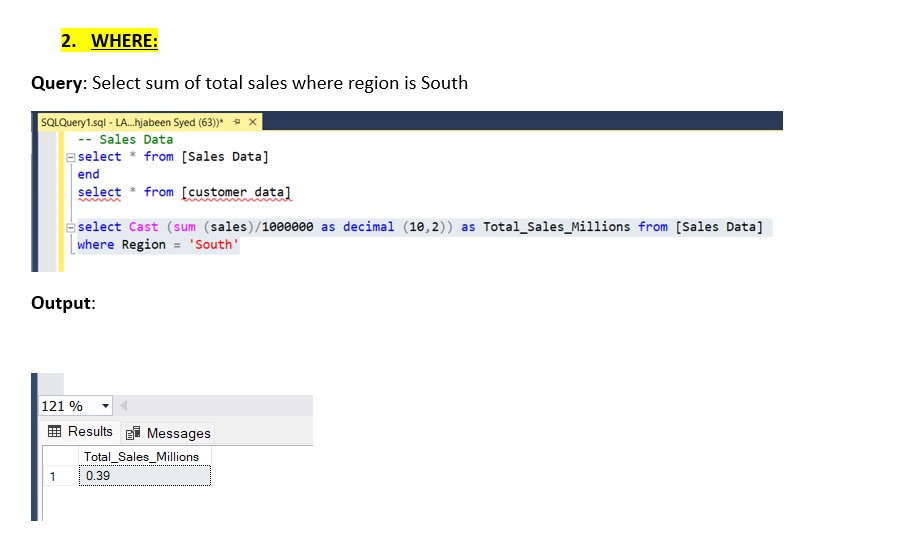 2. WHERE:
Query: Select sum of total sales where region is South
SQLQuery1.sql - LA...hjabeen Syed (63))*
-- Sales Data
select * from [Sales Data]
end
select * from [customer data]
select Cast (sum (sales)/1000000 as decimal (10,2)) as Total_Sales_Millions from [Sales Data]
where Region = 'South'
Output:
121 %
Results Messages
Total_Sales_Millions
1 0.39